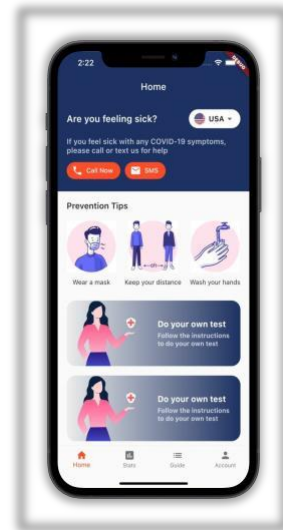 2:22
Home
Are you feeling sick?
USA
If you feel sick with any COVID-19 symptoms,
please call or text us for help
Call Now
SMS
Prevention Tips
Wear a mask
Keep your distance
Wash your hands
Do your own test
Follow the instructions
to do your own test
Do your own test
Follow the instructions
to do your own test
Home
Stats
Guide
Account